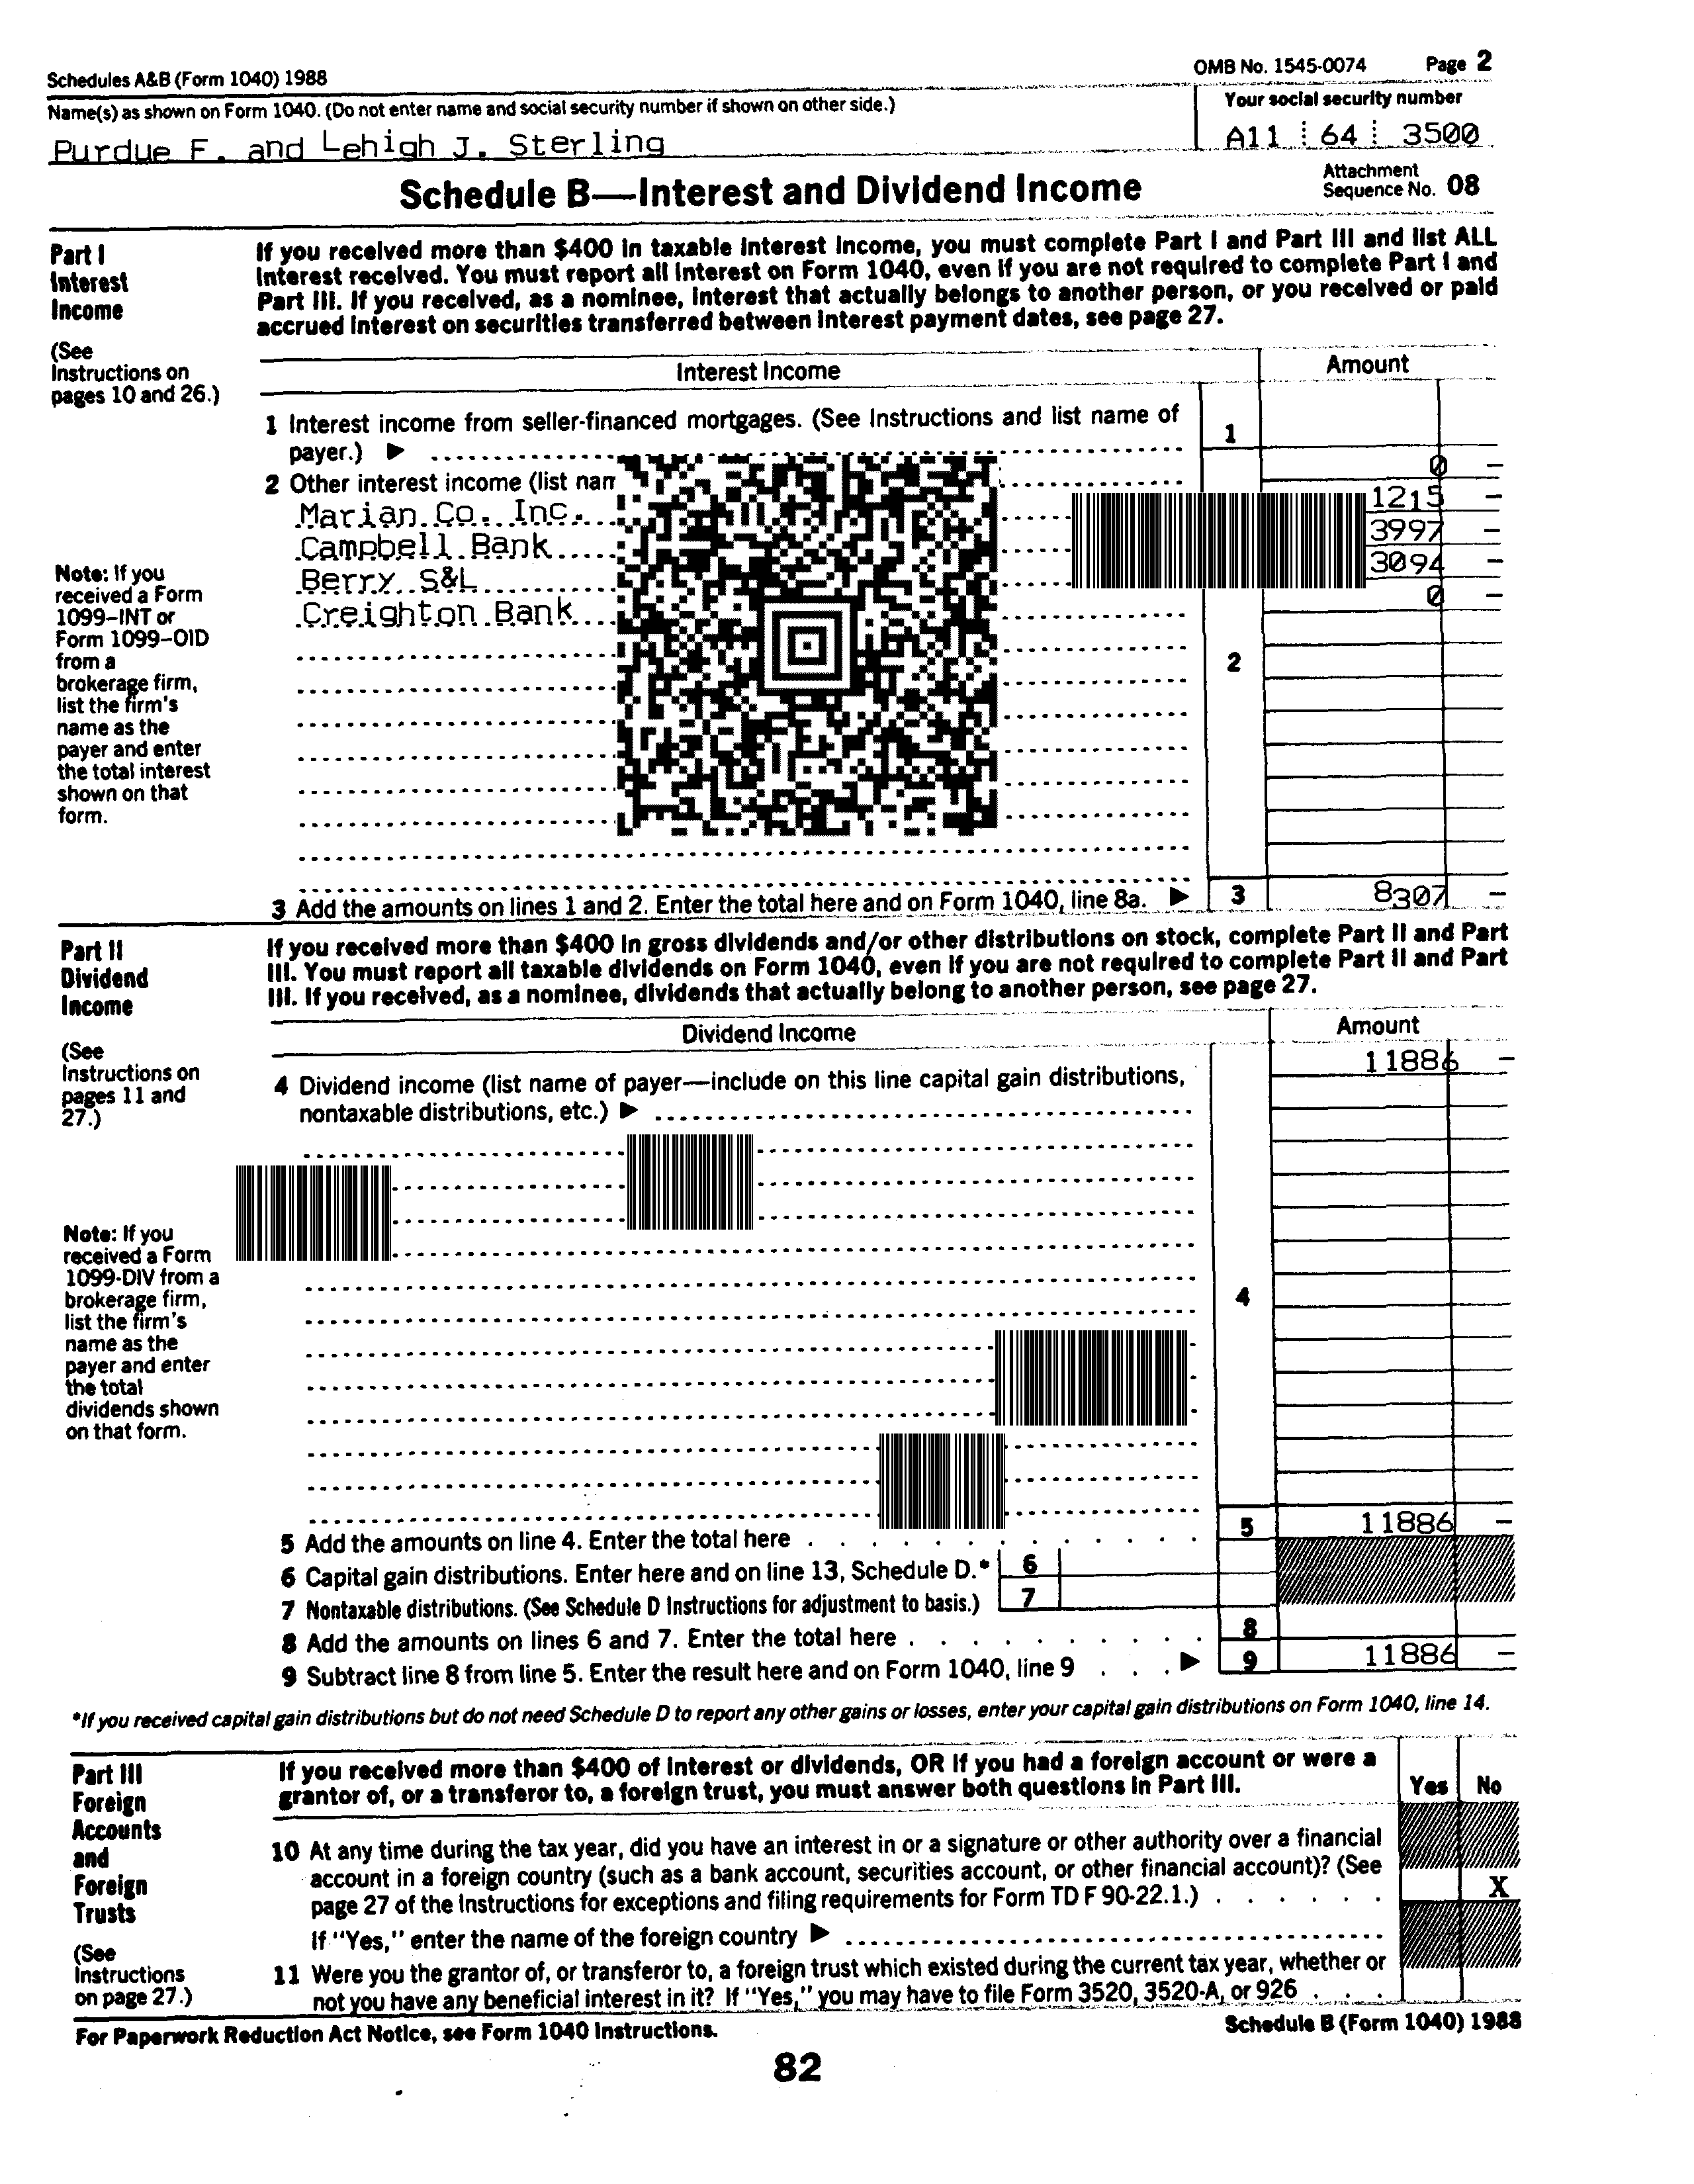 Schedules A&B (Form 1040) 1988 OMB No. 1545-0074 Page 2
Name(s) as shown on Form 1040. (Do not enter name and social security number if shown on other side.) Your social security number
Purdue F. and Lehigh J. Sterling A11 64 3500
Schedule B—Interest and Dividend Income Attachment Sequence No. 08
Part I
Interest
Income
(See
Instructions on
pages 10 and 26.)
If you received more than $400 in taxable interest income, you must complete Part I and Part III and list ALL
interest received. You must report all interest on Form 1040, even if you are not required to complete Part I and
Part III. If you received, as a nominee, interest that actually belongs to another person, or you received or paid
accrued interest on securities transferred between interest payment dates, see page 27.
Interest Income Amount
1 Interest income from seller-financed mortgages. (See Instructions and list name of
payer.) ▶ 1
2 Other interest income (list 0 –
Marian Co. Inc. 1215 –
Campbell Bank 3997 –
Berry S&L 3094 –
Creighton Bank 0 –
2
Note: If you
received a Form
1099–INT or
Form 1099–OID
from a
brokerage firm,
list the firm's
name as the
payer and enter
the total interest
shown on that
form.
3 Add the amounts on lines 1 and 2. Enter the total here and on Form 1040, line 8a. ▶ 3 8307 –
Part II
Dividend
Income
(See
Instructions on
pages 11 and
27.)
If you received more than $400 in gross dividends and/or other distributions on stock, complete Part II and Part
III. You must report all taxable dividends on Form 1040, even if you are not required to complete Part II and Part
III. If you received, as a nominee, dividends that actually belong to another person, see page 27.
Dividend Income Amount
11886 –
4 Dividend income (list name of payer—include on this line capital gain distributions,
nontaxable distributions, etc.) ▶
4
Note: If you
received a Form
1099-DIV from a
brokerage firm,
list the firm's
name as the
payer and enter
the total
dividends shown
on that form.
5 Add the amounts on line 4. Enter the total here 5 11886 –
6 Capital gain distributions. Enter here and on line 13, Schedule D.* 6
7 Nontaxable distributions. (See Schedule D Instructions for adjustment to basis.) 7
8 Add the amounts on lines 6 and 7. Enter the total here 8
9 Subtract line 8 from line 5. Enter the result here and on Form 1040, line 9 ▶ 9 11886 –
*If you received capital gain distributions but do not need Schedule D to report any other gains or losses, enter your capital gain distributions on Form 1040, line 14.
Part III
Foreign
Accounts
and
Foreign
Trusts
(See
Instructions
on page 27.)
If you received more than $400 of interest or dividends, OR if you had a foreign account or were a
grantor of, or a transferor to, a foreign trust, you must answer both questions in Part III. Yes No
10 At any time during the tax year, did you have an interest in or a signature or other authority over a financial
account in a foreign country (such as a bank account, securities account, or other financial account)? (See
page 27 of the Instructions for exceptions and filing requirements for Form TD F 90-22.1.) X
If "Yes," enter the name of the foreign country ▶
11 Were you the grantor of, or transferor to, a foreign trust which existed during the current tax year, whether or
not you have any beneficial interest in it? If "Yes," you may have to file Form 3520, 3520-A, or 926
For Paperwork Reduction Act Notice, see Form 1040 Instructions. Schedule B (Form 1040) 1988
82